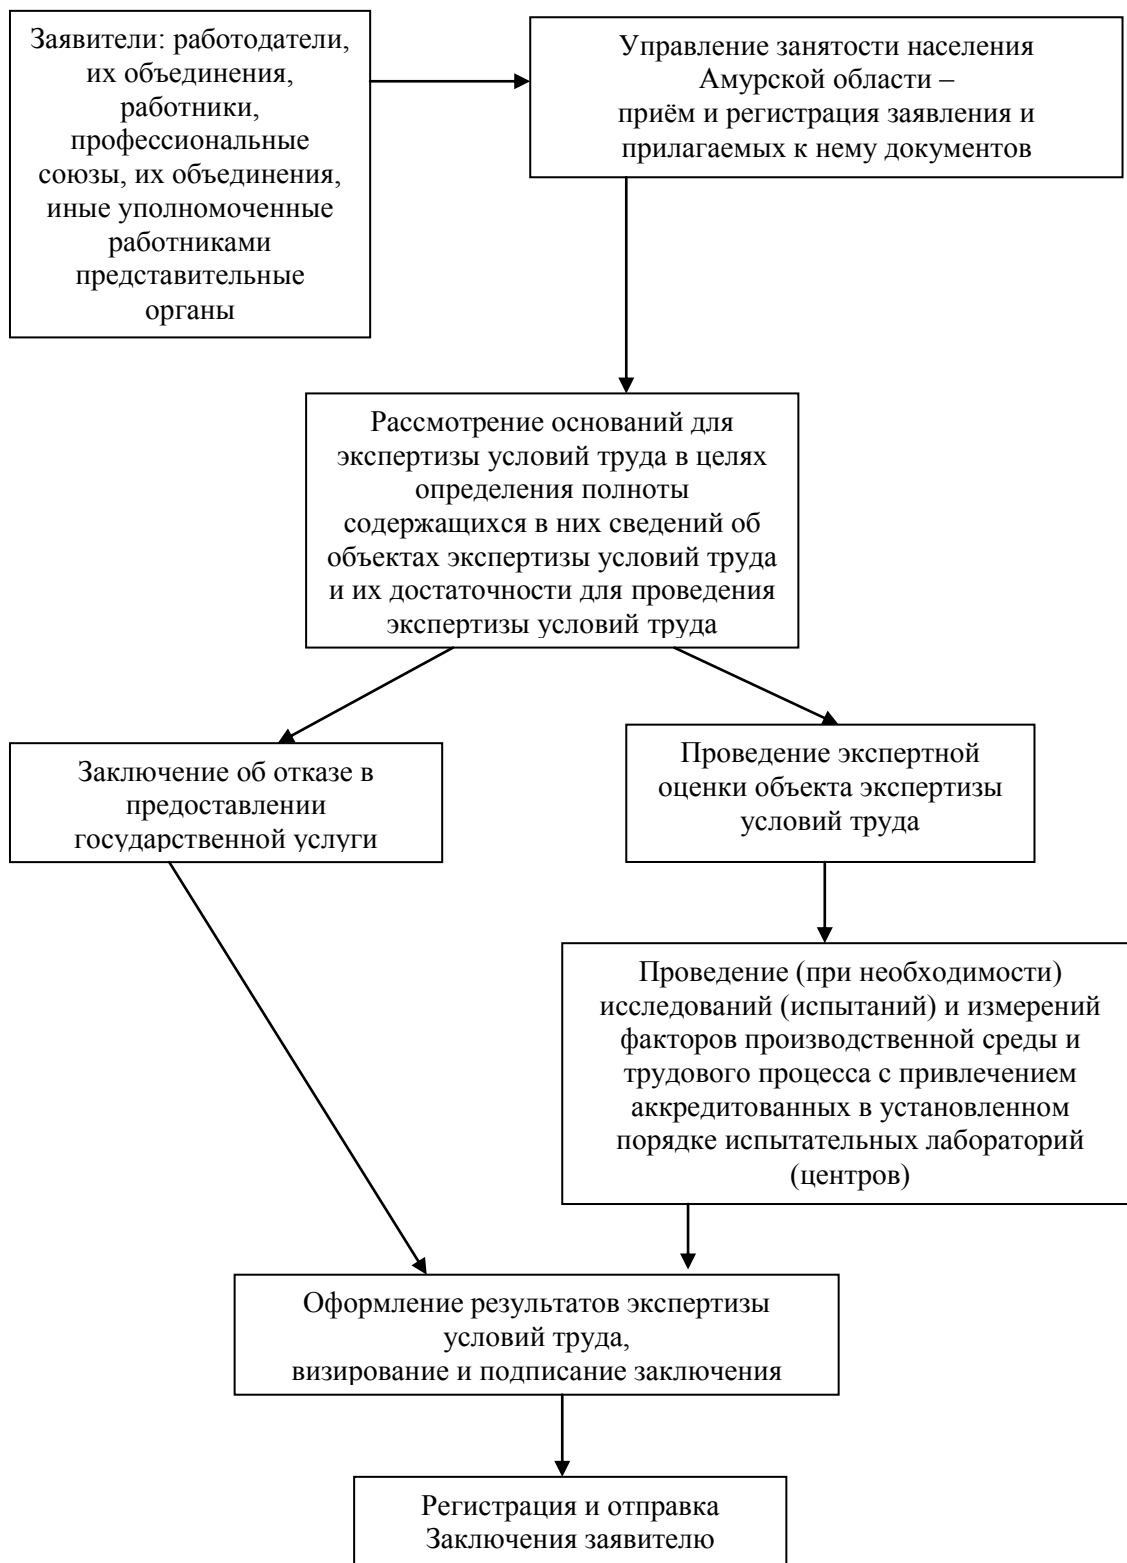 Заявители: работодатели,
их объединения,
работники,
профессиональные
союзы, их объединения,
иные уполномоченные
работниками
представительные
органы
Управление занятости населения
Амурской области –
приём и регистрация заявления и
прилагаемых к нему документов
Рассмотрение оснований для
экспертизы условий труда в целях
определения полноты
содержащихся в них сведений об
объектах экспертизы условий труда
и их достаточности для проведения
экспертизы условий труда
Заключение об отказе в
предоставлении
государственной услуги
Проведение экспертной
оценки объекта экспертизы
условий труда
Проведение (при необходимости)
исследований (испытаний) и измерений
факторов производственной среды и
трудового процесса с привлечением
аккредитованных в установленном
порядке испытательных лабораторий
(центров)
Оформление результатов экспертизы
условий труда,
визирование и подписание заключения
Регистрация и отправка
Заключения заявителю